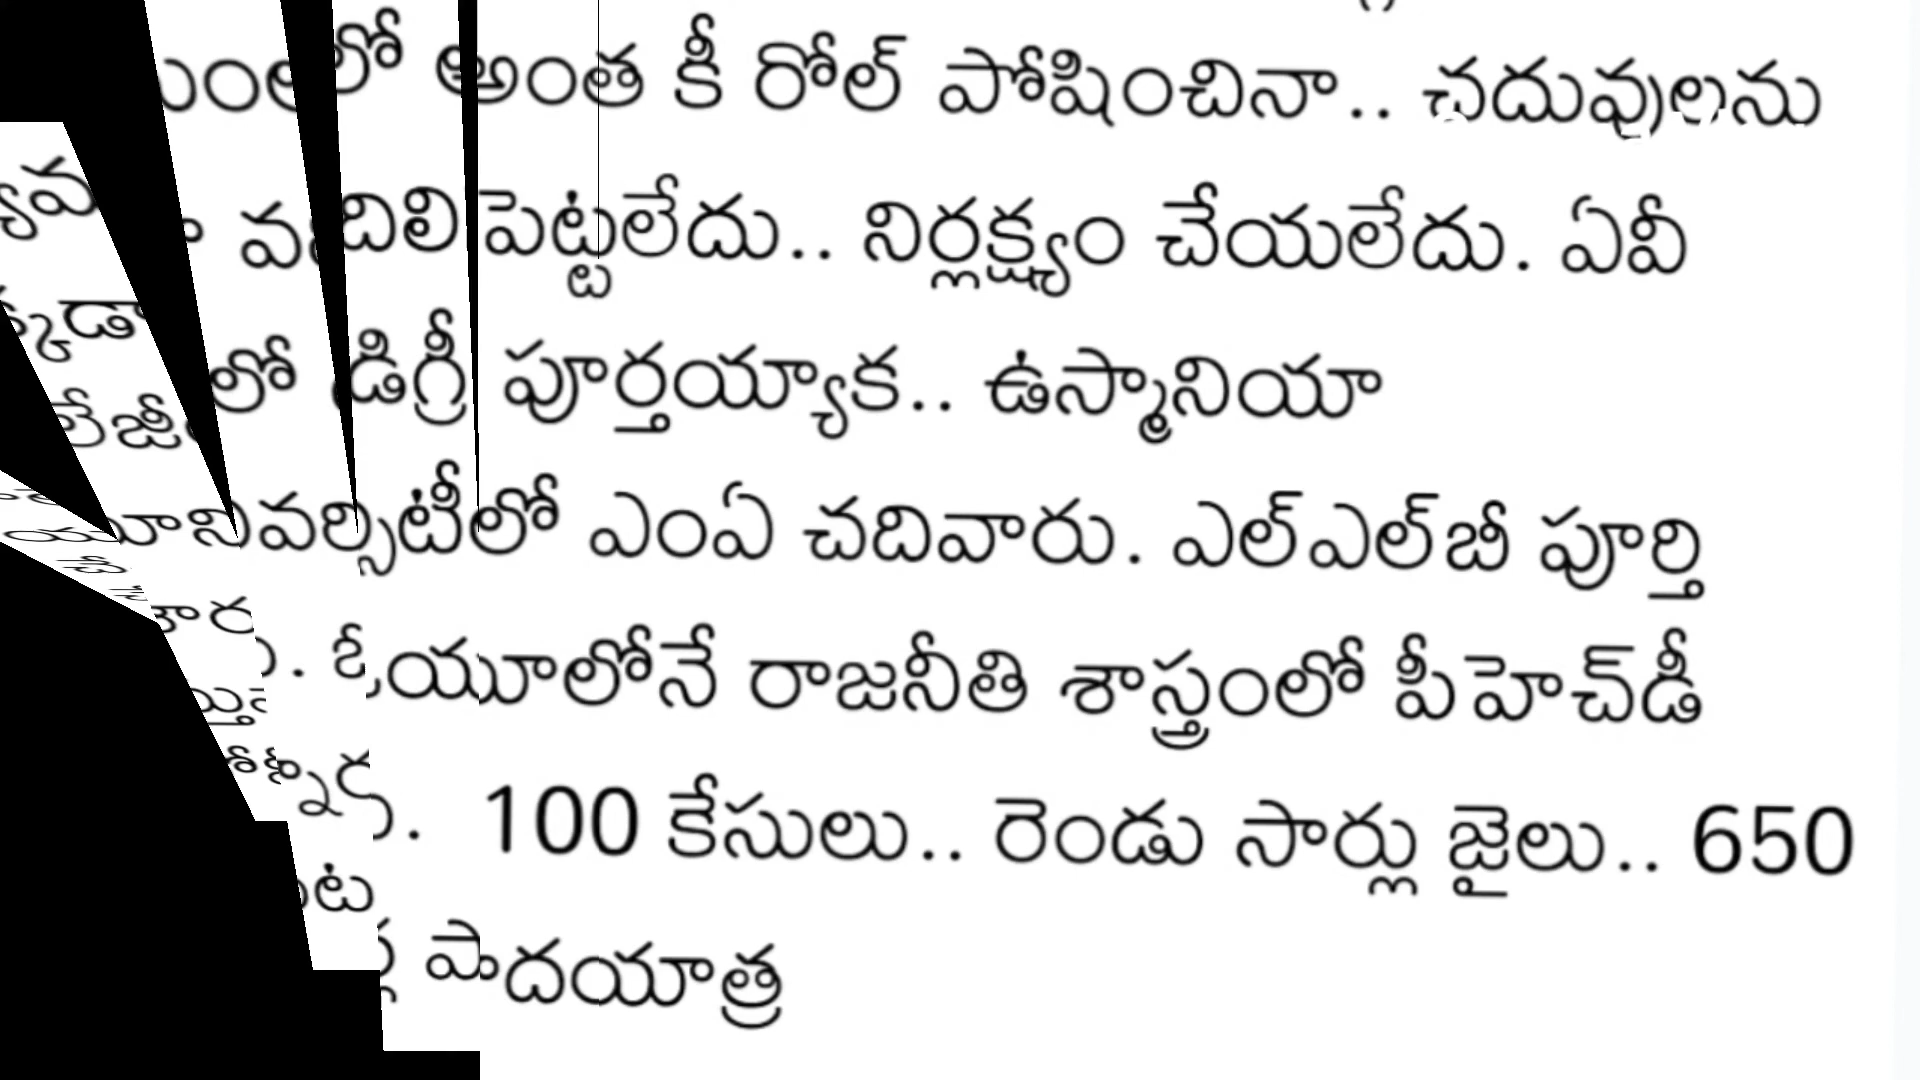 అంత కీ రోల్ పోషించినా.. చదువులను
వదిలి పెట్టలేదు.. నిర్లక్ష్యం చేయలేదు. ఏవీ
లో డిగ్రీ పూర్తయ్యాక.. ఉస్మానియా
యూనివర్సిటీలో ఎంఏ చదివారు. ఎల్ఎల్‌బీ పూర్తి
ఓయూలోనే రాజనీతి శాస్త్రంలో పీహెచ్‌డీ
100 కేసులు.. రెండు సార్లు జైలు.. 650
పాదయాత్ర